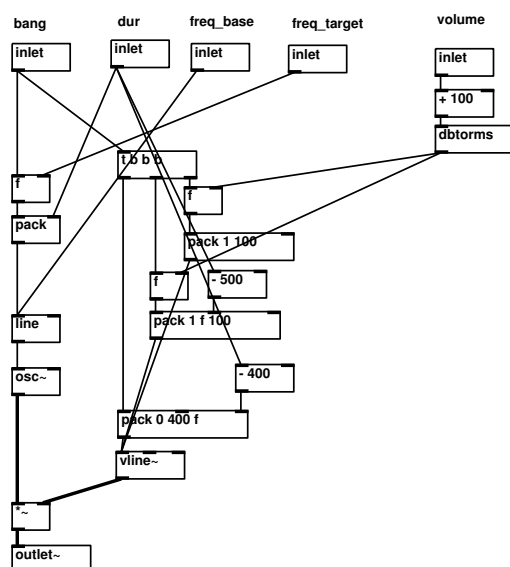 bang dur freq_base freq_target volume
inlet inlet inlet inlet inlet
+ 100
dbtorms
t b b b
f f
pack pack 1 100
f - 500
line pack 1 f 100
osc~ - 400
pack 0 400 f
vline~
*~
outlet~